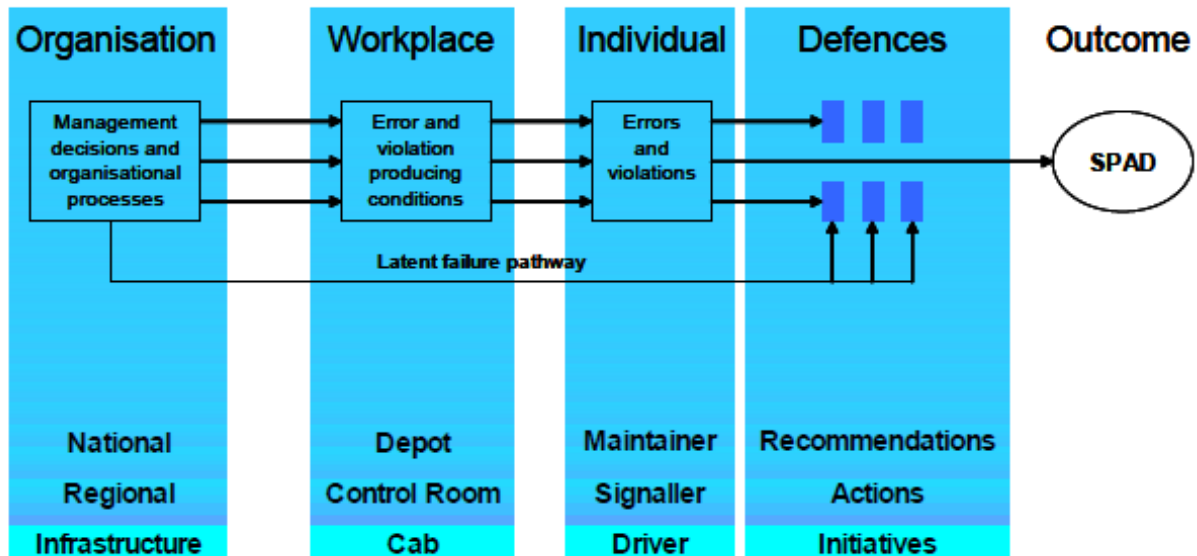 Organisation
Workplace
Individual
Defences
Outcome
Management
decisions and
organisational
processes
Error and
violation
producing
conditions
Errors
and
violations
SPAD
Latent failure pathway
National
Depot
Maintainer
Recommendations
Regional
Control Room
Signaller
Actions
Infrastructure
Cab
Driver
Initiatives